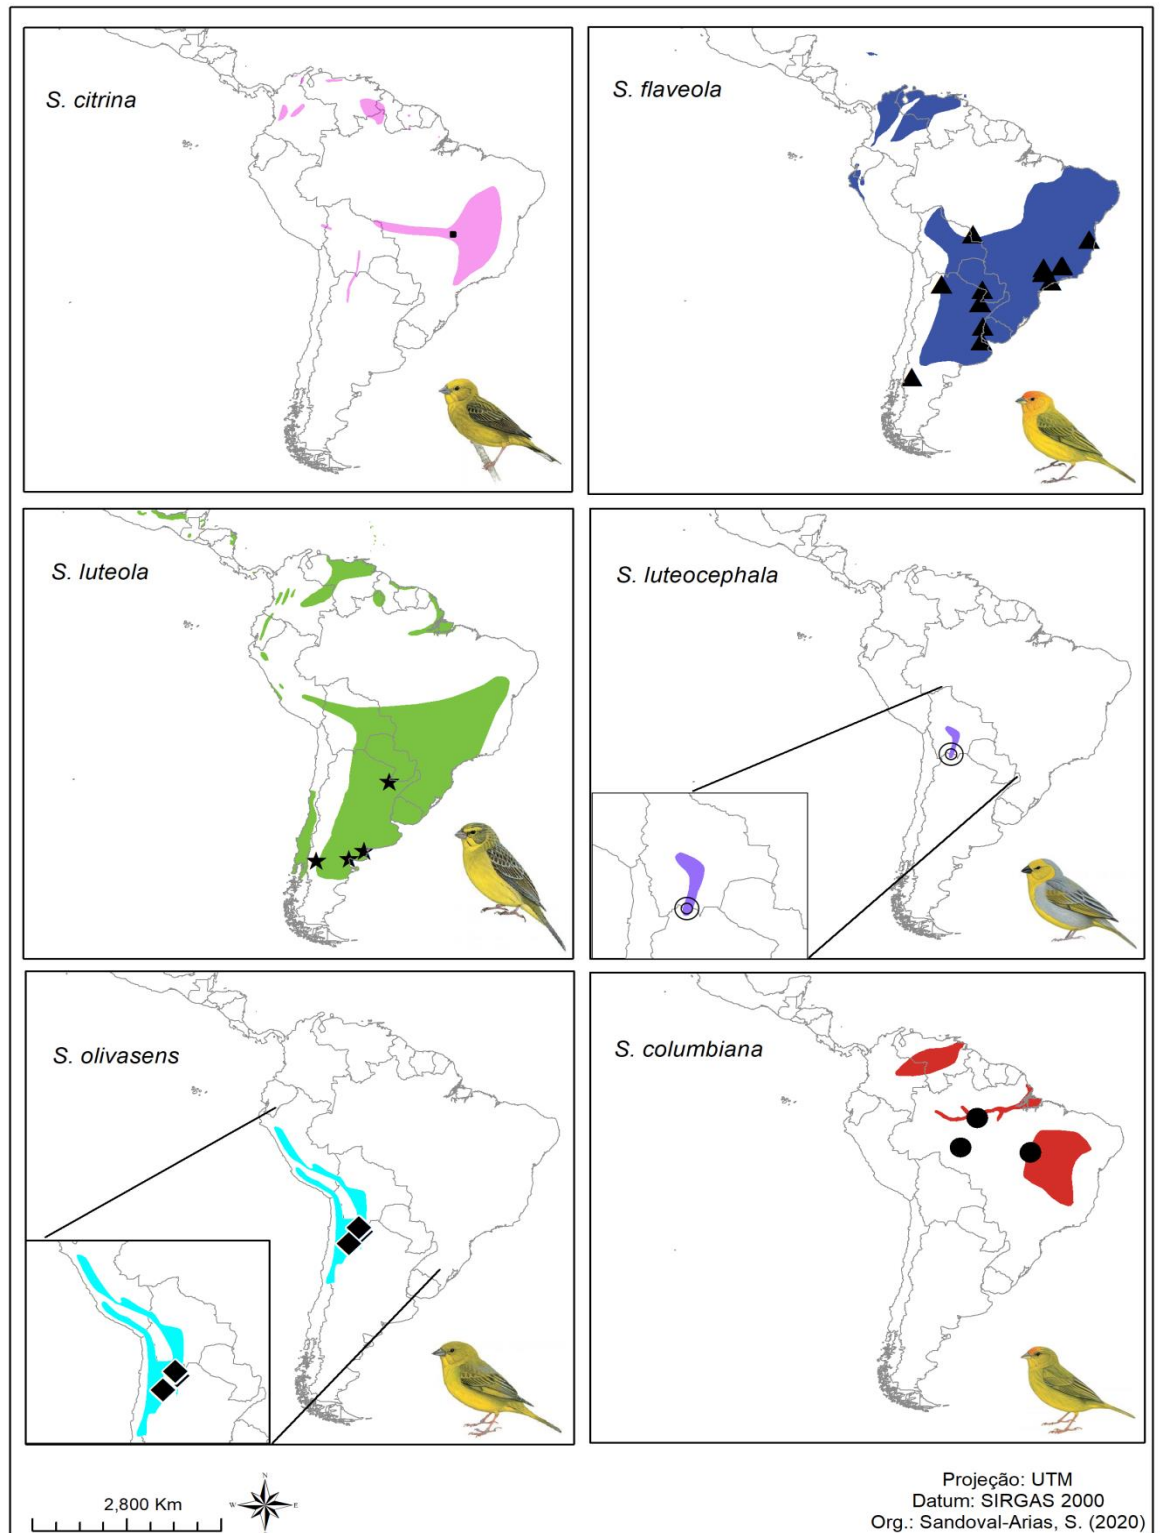 S. citrina
S. flaveola
S. luteola
S. luteocephala
S. olivasens
S. columbiana
2,800 Km
N
W
E
S
Projeção: UTM
Datum: SIRGAS 2000
Org.: Sandoval-Arias, S. (2020)